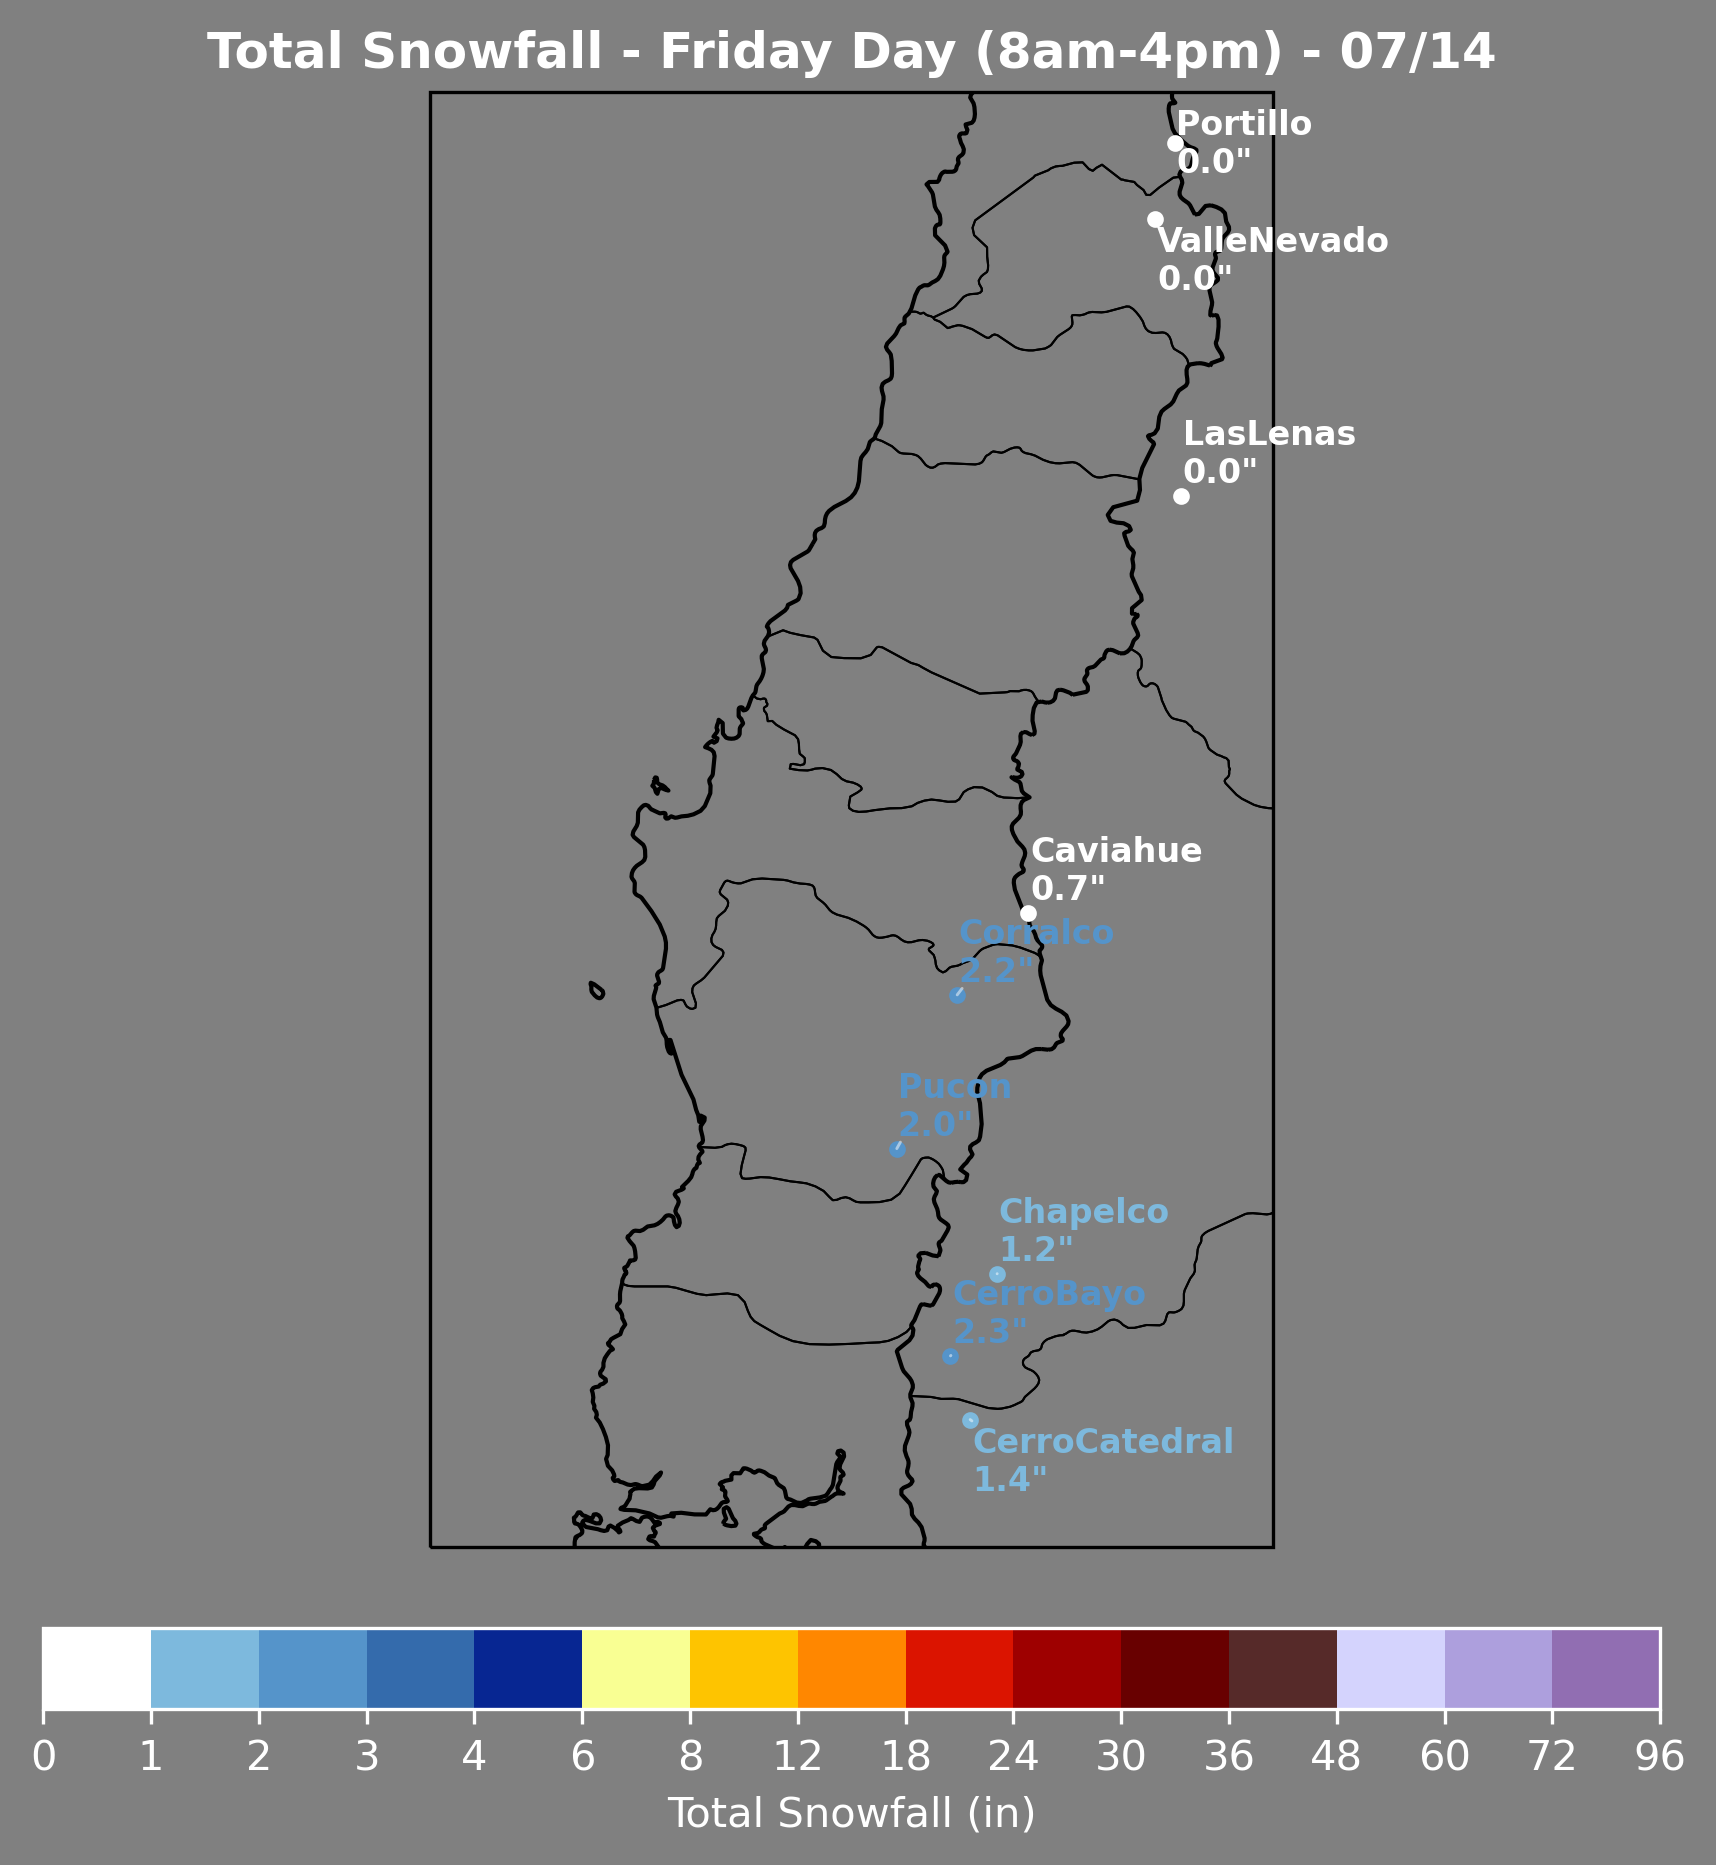 Total Snowfall - Friday Day (8am-4pm) - 07/14
Portillo
0.0"
ValleNevado
0.0"
LasLenas
0.0"
Caviahue
0.7"
Corralco
2.2"
Pucon
2.0"
Chapelco
1.2"
CerroBayo
2.3"
CerroCatedral
1.4"
0 1 2 3 4 6 8 12 18 24 30 36 48 60 72 96
Total Snowfall (in)